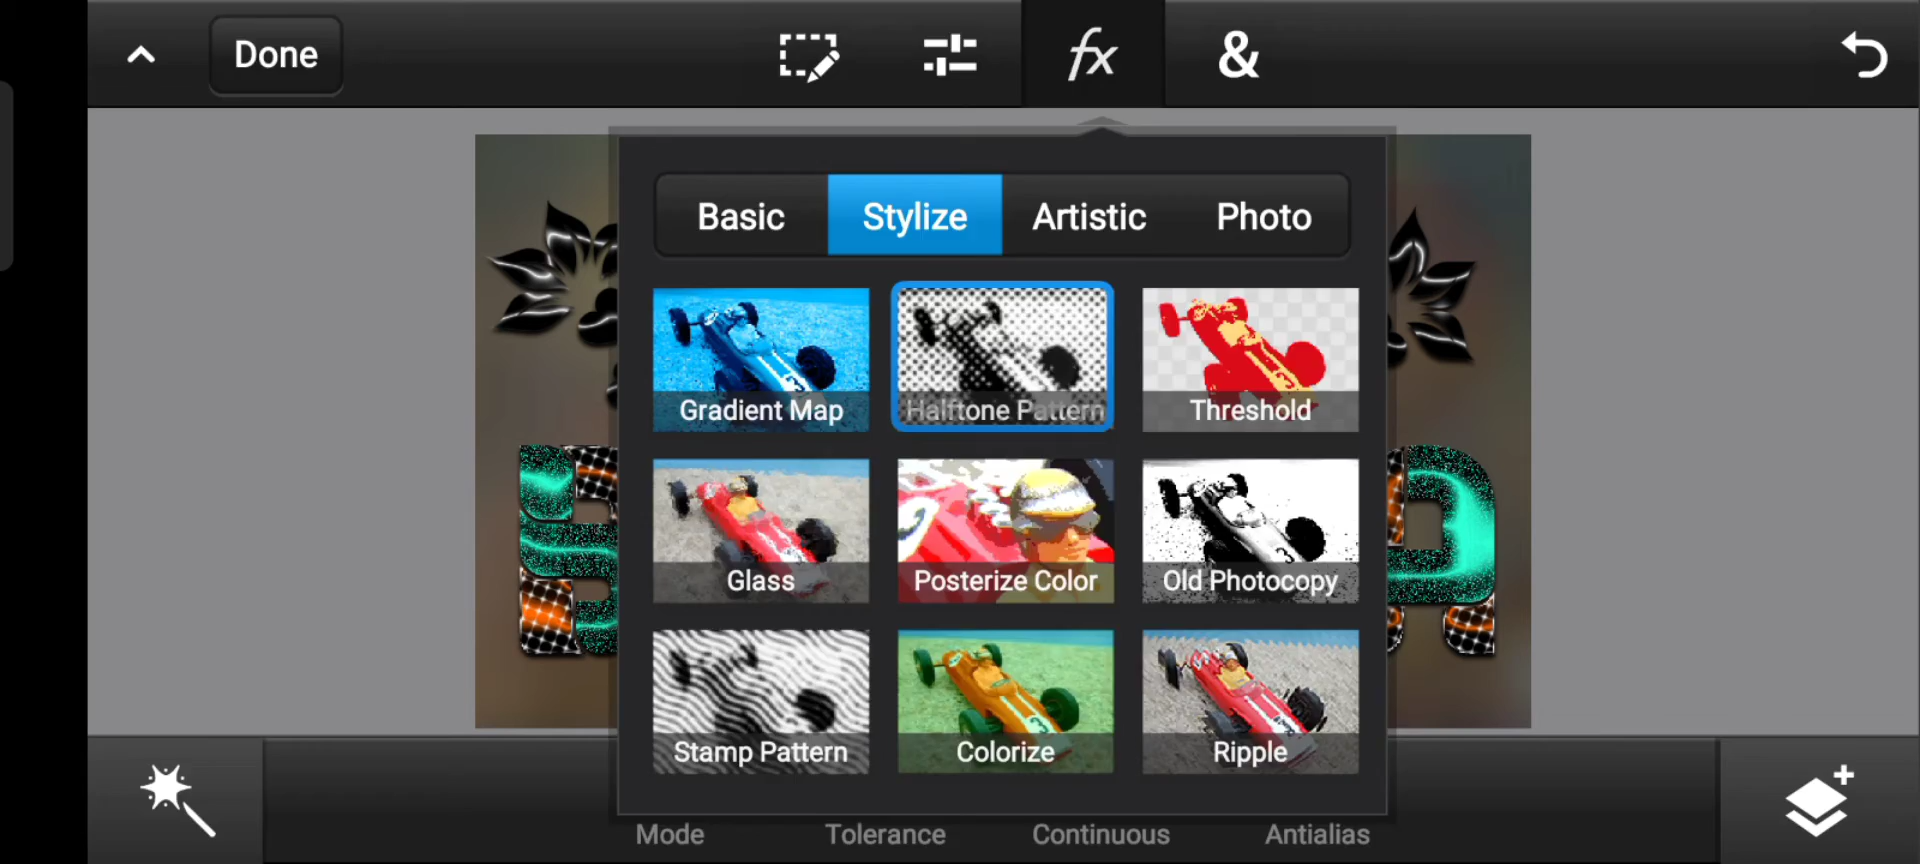 Done
fx
&
Basic
Stylize
Artistic
Photo
Gradient Map
Halftone Pattern
Threshold
Glass
Posterize Color
Old Photocopy
Stamp Pattern
Colorize
Ripple
Mode
Tolerance
Continuous
Antialias